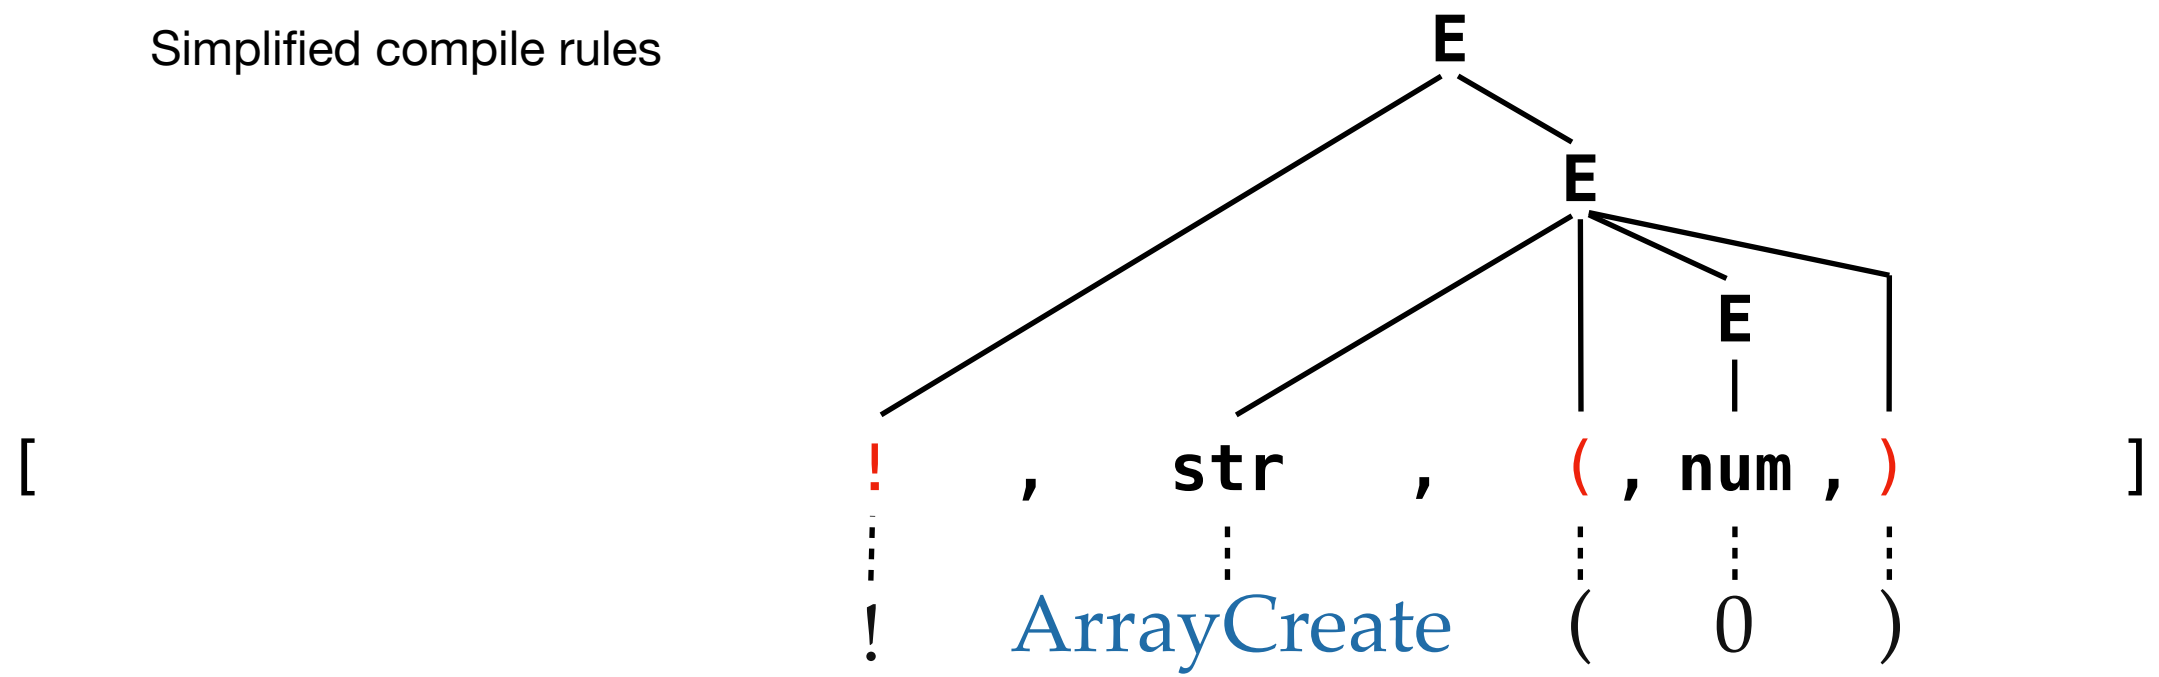 Simplified compile rules
E
E
E
[ ! , str , ( , num , ) ]
! ArrayCreate ( 0 )